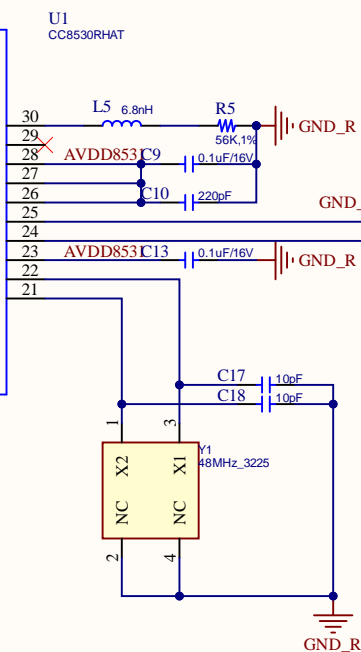 U1
CC8530RHAT
30
L5 6.8nH
R5
56K,1%
GND_R
29
28
AVDD853
C9
0.1uF/16V
27
26
C10
220pF
25
GND_
24
23
AVDD853
C13
0.1uF/16V
GND_R
22
21
C17
10pF
C18
10pF
1
3
Y1
48MHz_3225
X2
X1
NC
NC
2
4
GND_R